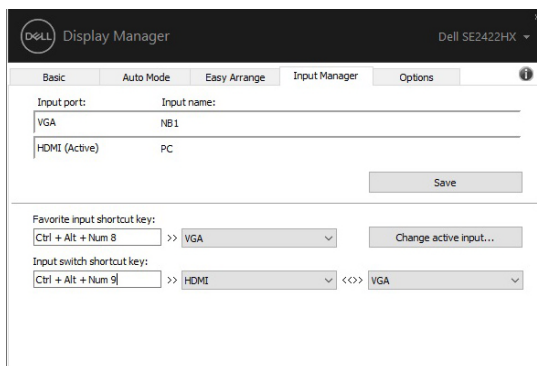 DELL Display Manager Dell SE2422HX
Basic Auto Mode Easy Arrange Input Manager Options i
Input port: Input name:
VGA NB1
HDMI (Active) PC
Save
Favorite input shortcut key:
Ctrl + Alt + Num 8 >> VGA Change active input...
Input switch shortcut key:
Ctrl + Alt + Num 9 >> HDMI <<>> VGA